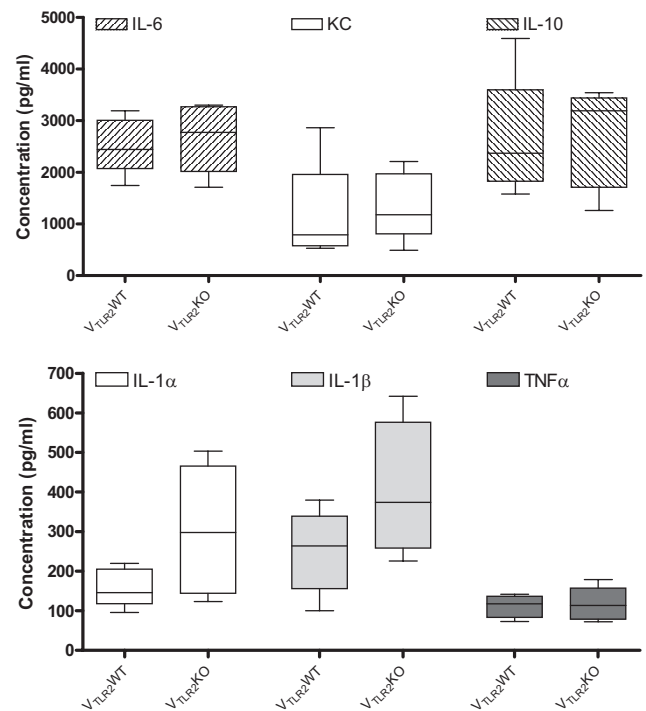 5000 IL-6 KC IL-10
4000
3000
2000
1000
0
Concentration (pg/ml)
VTLR2WT VTLR2KO VTLR2WT VTLR2KO VTLR2WT VTLR2KO
700 IL-1α IL-1β TNFα
600
500
400
300
200
100
0
Concentration (pg/ml)
VTLR2WT VTLR2KO VTLR2WT VTLR2KO VTLR2WT VTLR2KO